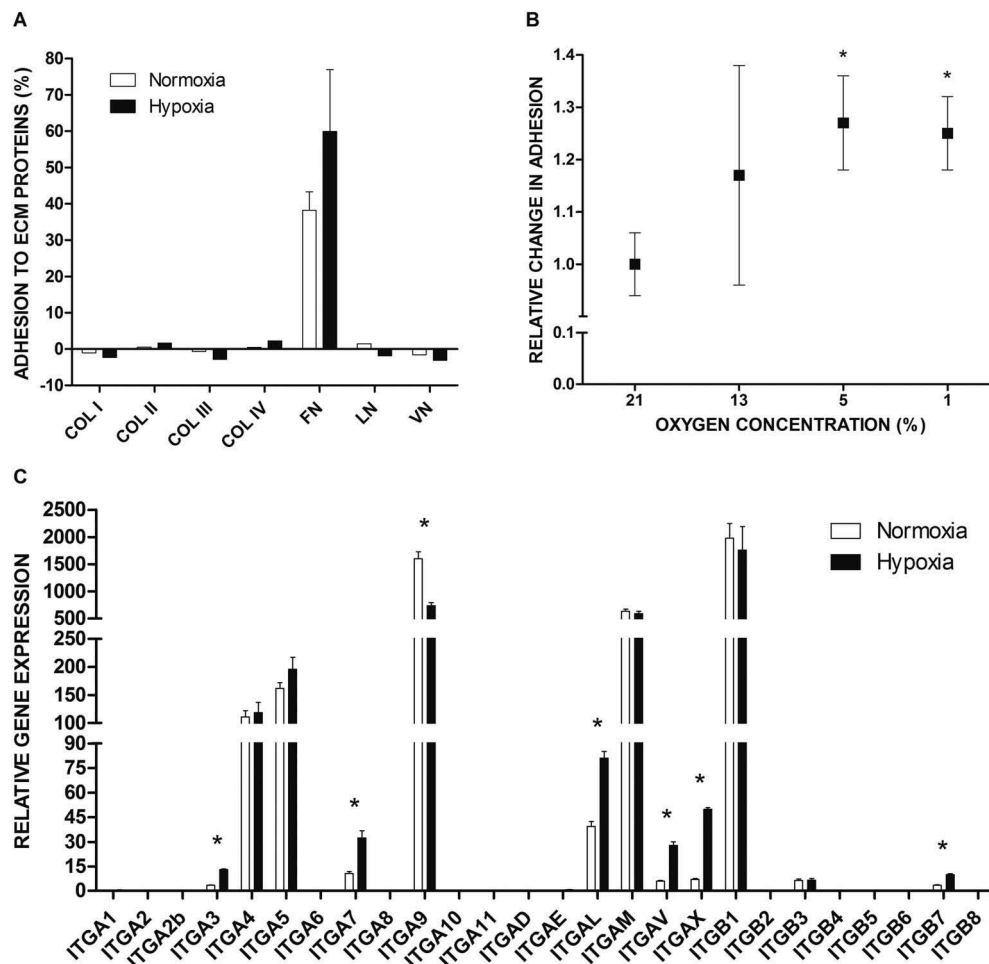 A
ADHESION TO ECM PROTEINS (%)
80
70
60
50
40
30
20
10
0
-10
Normoxia
Hypoxia
COL I
COL II
COL III
COL IV
FN
LN
VN
B
RELATIVE CHANGE IN ADHESION
1.4
1.3
1.2
1.1
1.0
0.1
0.0
*
*
21
13
5
1
OXYGEN CONCENTRATION (%)
C
RELATIVE GENE EXPRESSION
2500
2000
1500
1000
500
250
200
150
100
90
75
60
45
30
15
0
Normoxia
Hypoxia
*
*
*
*
*
*
*
ITGA1
ITGA2
ITGA2b
ITGA3
ITGA4
ITGA5
ITGA6
ITGA7
ITGA8
ITGA9
ITGA10
ITGA11
ITGAD
ITGAE
ITGAL
ITGAM
ITGAV
ITGAX
ITGB1
ITGB2
ITGB3
ITGB4
ITGB5
ITGB6
ITGB7
ITGB8